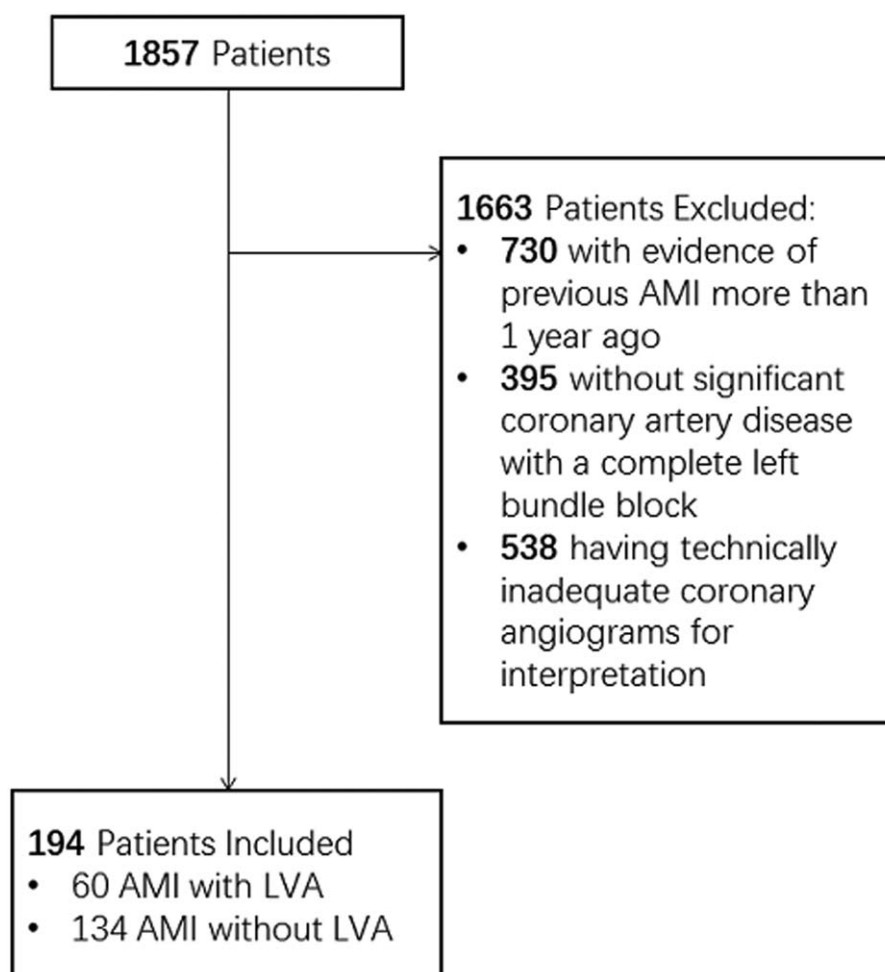 1857 Patients
1663 Patients Excluded:
• 730 with evidence of
previous AMI more than
1 year ago
• 395 without significant
coronary artery disease
with a complete left
bundle block
• 538 having technically
inadequate coronary
angiograms for
interpretation
194 Patients Included
• 60 AMI with LVA
• 134 AMI without LVA